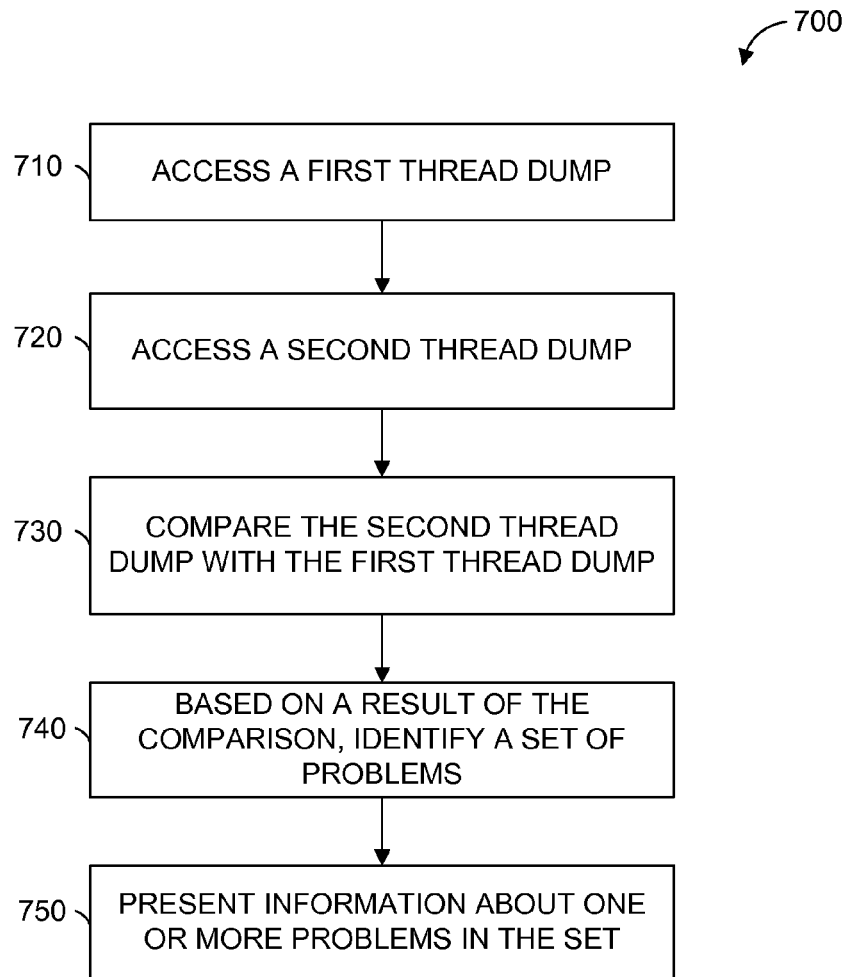 700
710
ACCESS A FIRST THREAD DUMP
720
ACCESS A SECOND THREAD DUMP
730
COMPARE THE SECOND THREAD
DUMP WITH THE FIRST THREAD DUMP
740
BASED ON A RESULT OF THE
COMPARISON, IDENTIFY A SET OF
PROBLEMS
750
PRESENT INFORMATION ABOUT ONE
OR MORE PROBLEMS IN THE SET